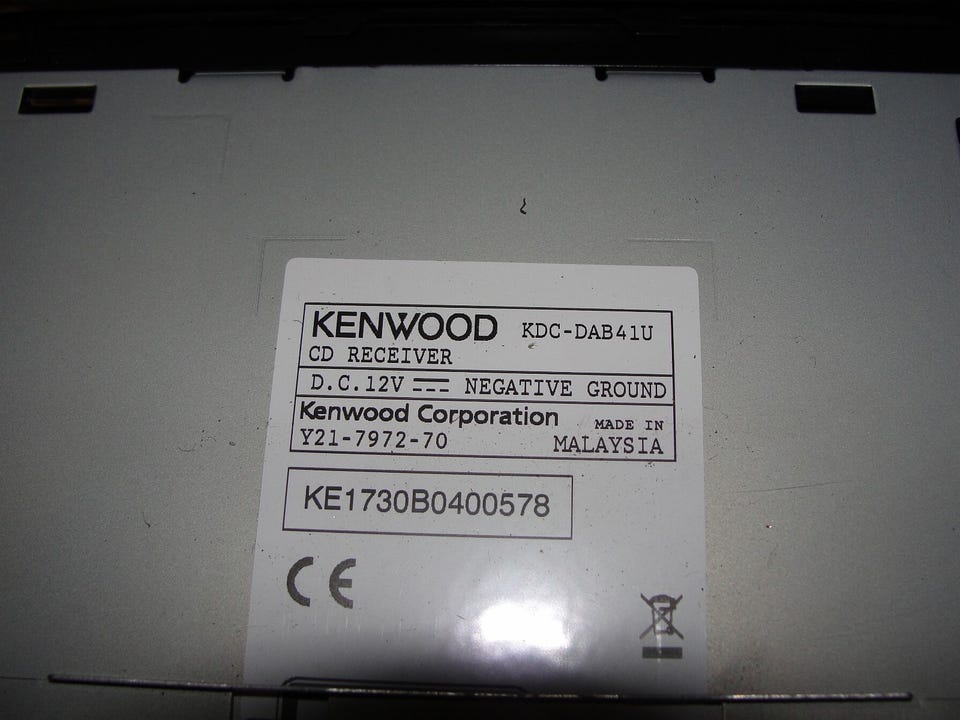 KENWOOD KDC-DAB41U
CD RECEIVER
D.C.12V NEGATIVE GROUND
Kenwood Corporation MADE IN
Y21-7972-70 MALAYSIA
KE1730B0400578
CE